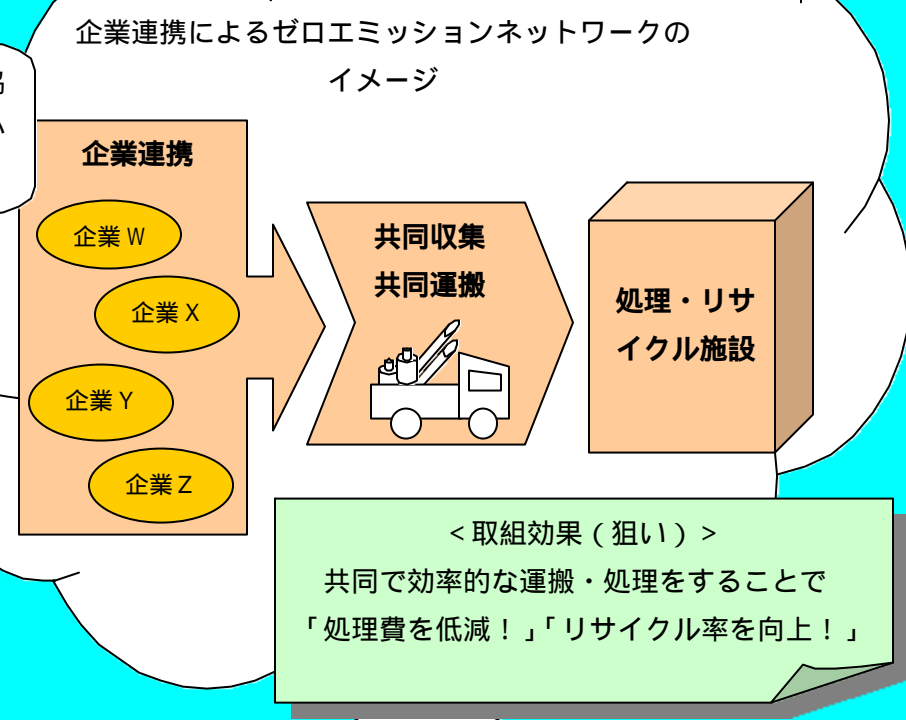 企業連携によるゼロエミッションネットワークの
イメージ
企業連携
企業 W
企業 X
企業 Y
企業 Z
共同収集
共同運搬
処理・リサ
イクル施設
＜取組効果（狙い）＞
共同で効率的な運搬・処理をすることで
「処理費を低減！」「リサイクル率を向上！」